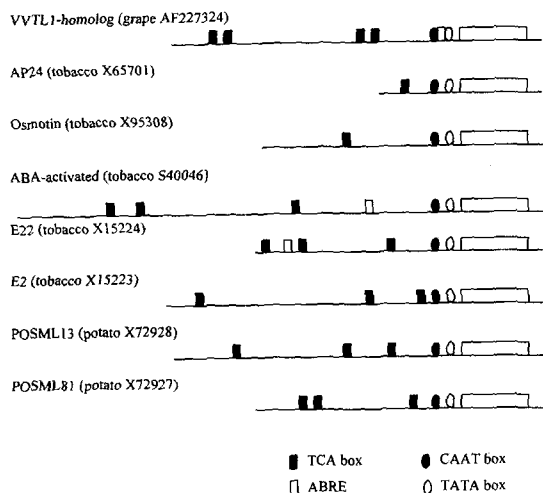 VVTL1-homolog (grape AF227324)
AP24 (tobacco X65701)
Osmotin (tobacco X95308)
ABA-activated (tobacco S40046)
E22 (tobacco X15224)
E2 (tobacco X15223)
POSML13 (potato X72928)
POSML81 (potato X72927)
TCA box
CAAT box
ABRE
TATA box